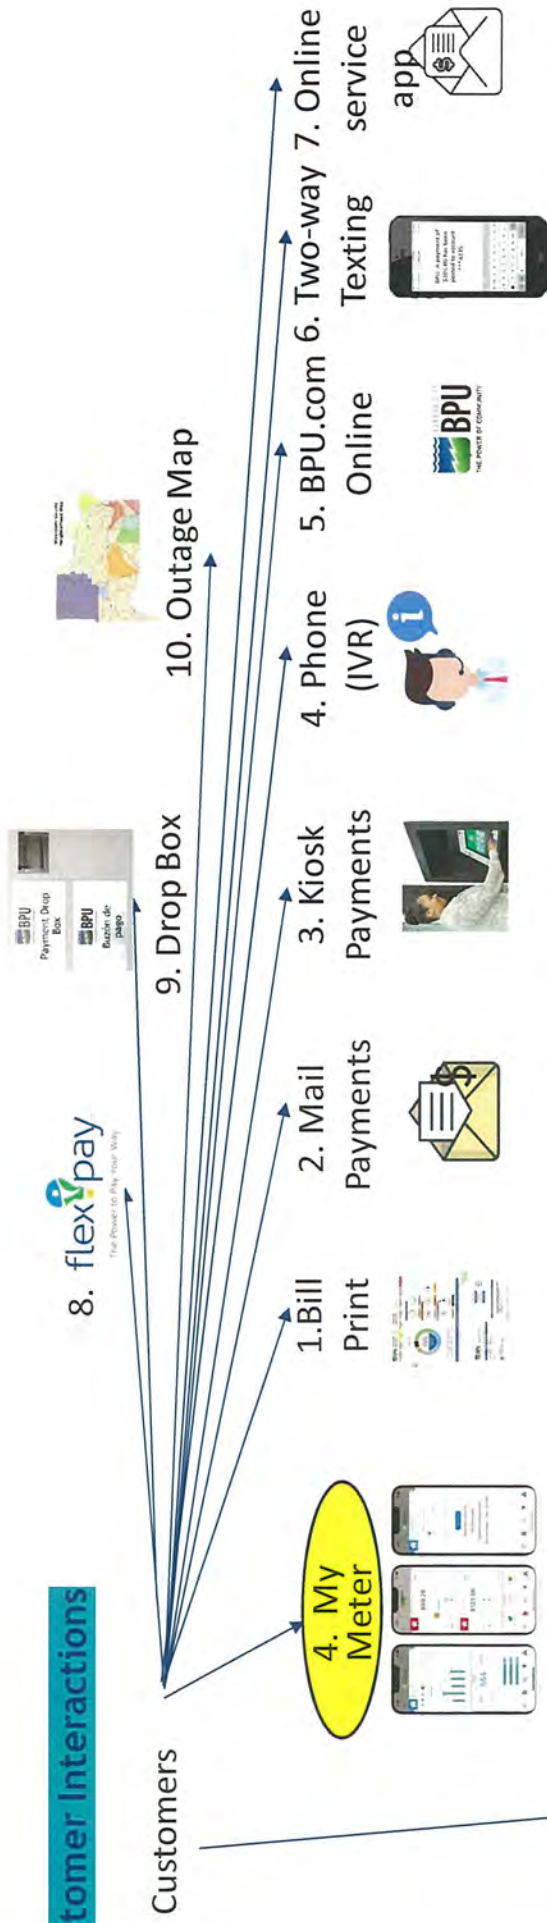 tomer Interactions
Customers
8. flex pay
The Power to Pay Your Way
BPU
Payment Drop
Box
BPU
Buzón de
pago
9. Drop Box
10. Outage Map
4. My
Meter
1.Bill
Print
2. Mail
Payments
3. Kiosk
Payments
4. Phone
(IVR)
i
5. BPU.com
Online
BPU
THE POWER OF COMMUNITY
6. Two-way
Texting
7. Online
service
app
$
$